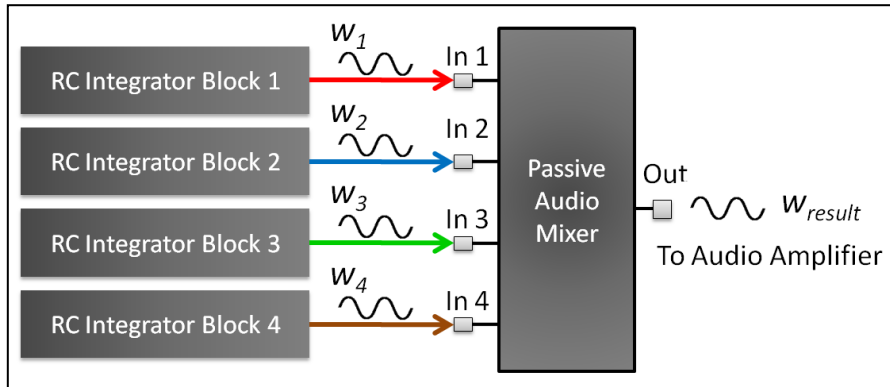 RC Integrator Block 1
w1
In 1
RC Integrator Block 2
w2
In 2
RC Integrator Block 3
w3
In 3
RC Integrator Block 4
w4
In 4
Passive
Audio
Mixer
Out
wresult
To Audio Amplifier